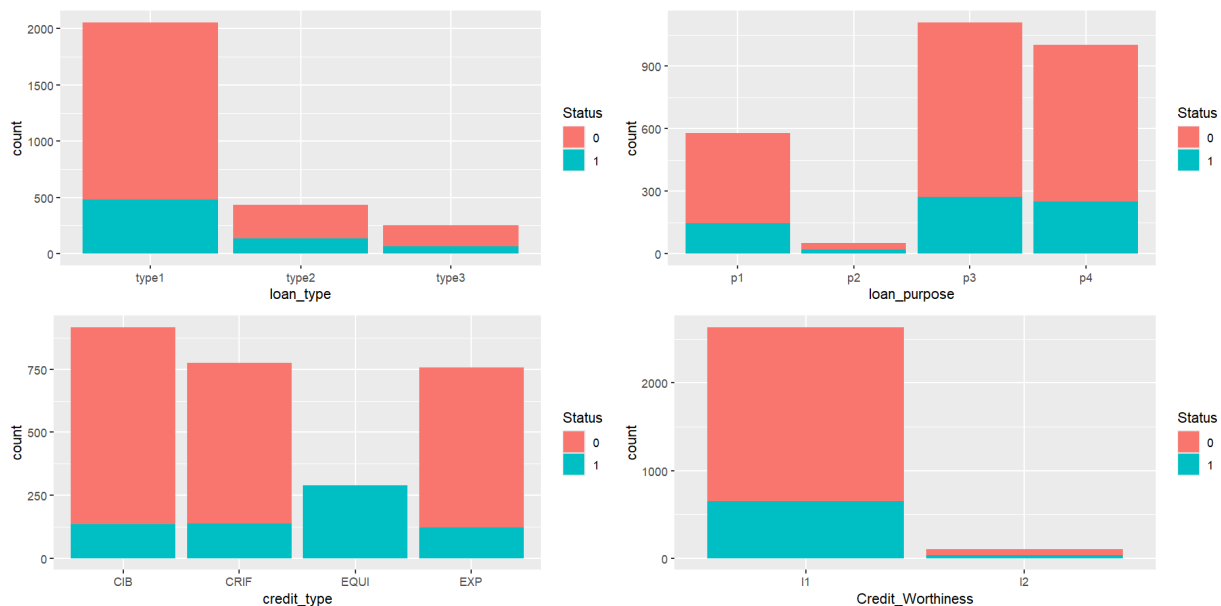 2000
1500
1000
500
0
count
type1 type2 type3
loan_type
Status
0
1
900
600
300
0
count
p1 p2 p3 p4
loan_purpose
Status
0
1
750
500
250
0
count
CIB CRIF EQUI EXP
credit_type
Status
0
1
2000
1000
0
count
l1 l2
Credit_Worthiness
Status
0
1